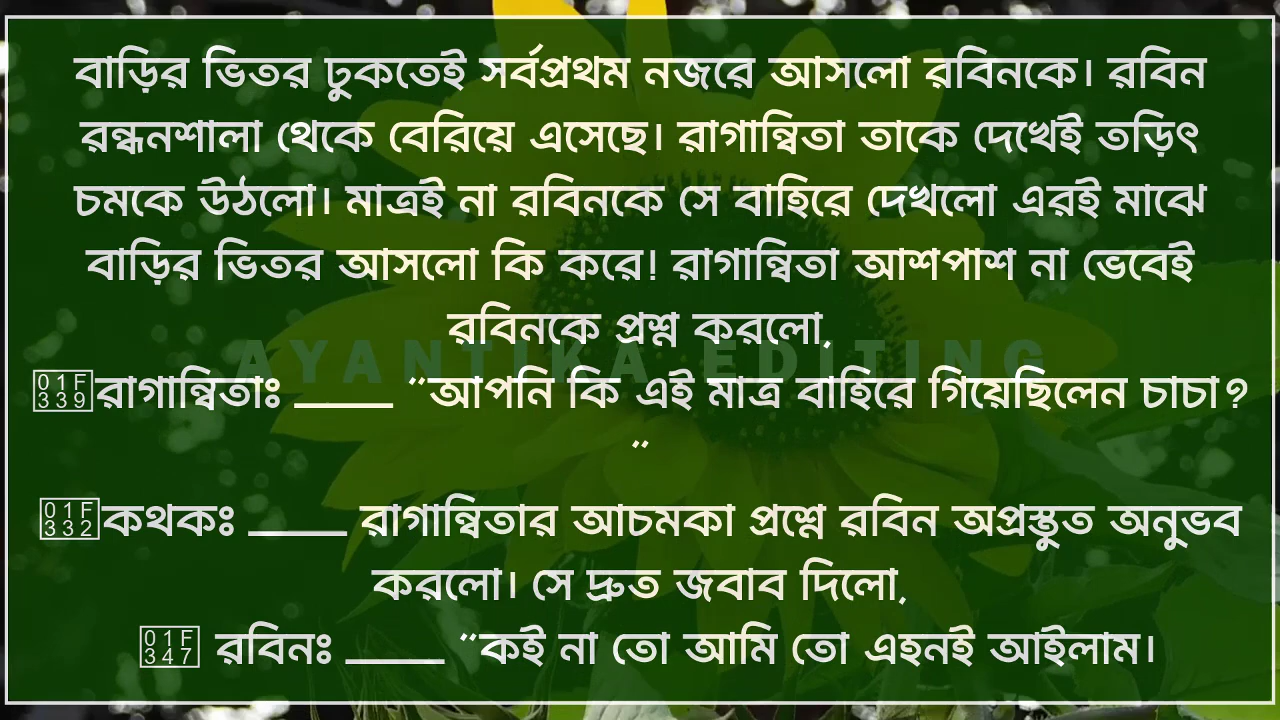 বাড়ির ভিতর ঢুকতেই সর্বপ্রথম নজরে আসলো রবিনকে। রবিন
রন্ধনশালা থেকে বেরিয়ে এসেছে। রাগান্বিতা তাকে দেখেই তড়িৎ
চমকে উঠলো। মাত্রই না রবিনকে সে বাহিরে দেখলো এরই মাঝে
বাড়ির ভিতর আসলো কি করে! রাগান্বিতা আশপাশ না ভেবেই
রবিনকে প্রশ্ন করলো,
AYANTIKA EDITING
🌹রাগান্বিতাঃ ____ "আপনি কি এই মাত্র বাহিরে গিয়েছিলেন চাচা?
"
🌲কথকঃ ____ রাগান্বিতার আচমকা প্রশ্নে রবিন অপ্রস্তুত অনুভব
করলো। সে দ্রুত জবাব দিলো,
🍇 রবিনঃ ____ "কই না তো আমি তো এহনই আইলাম।